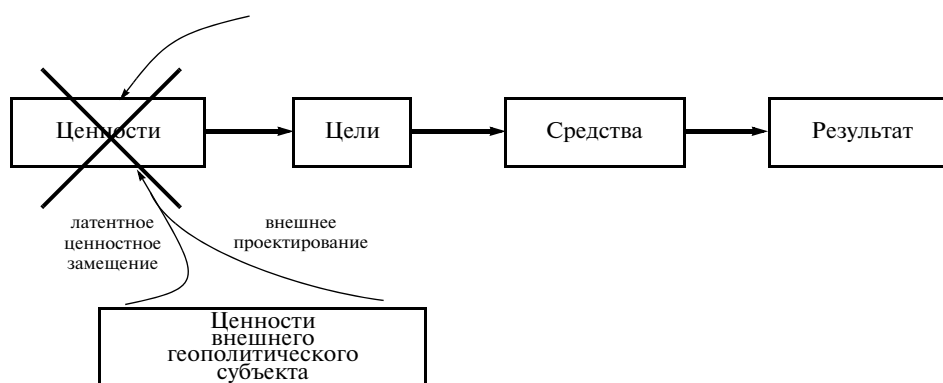 Ценности
Цели
Средства
Результат
латентное
ценностное
замещение
внешнее
проектирование
Ценности
внешнего
геополитического
субъекта